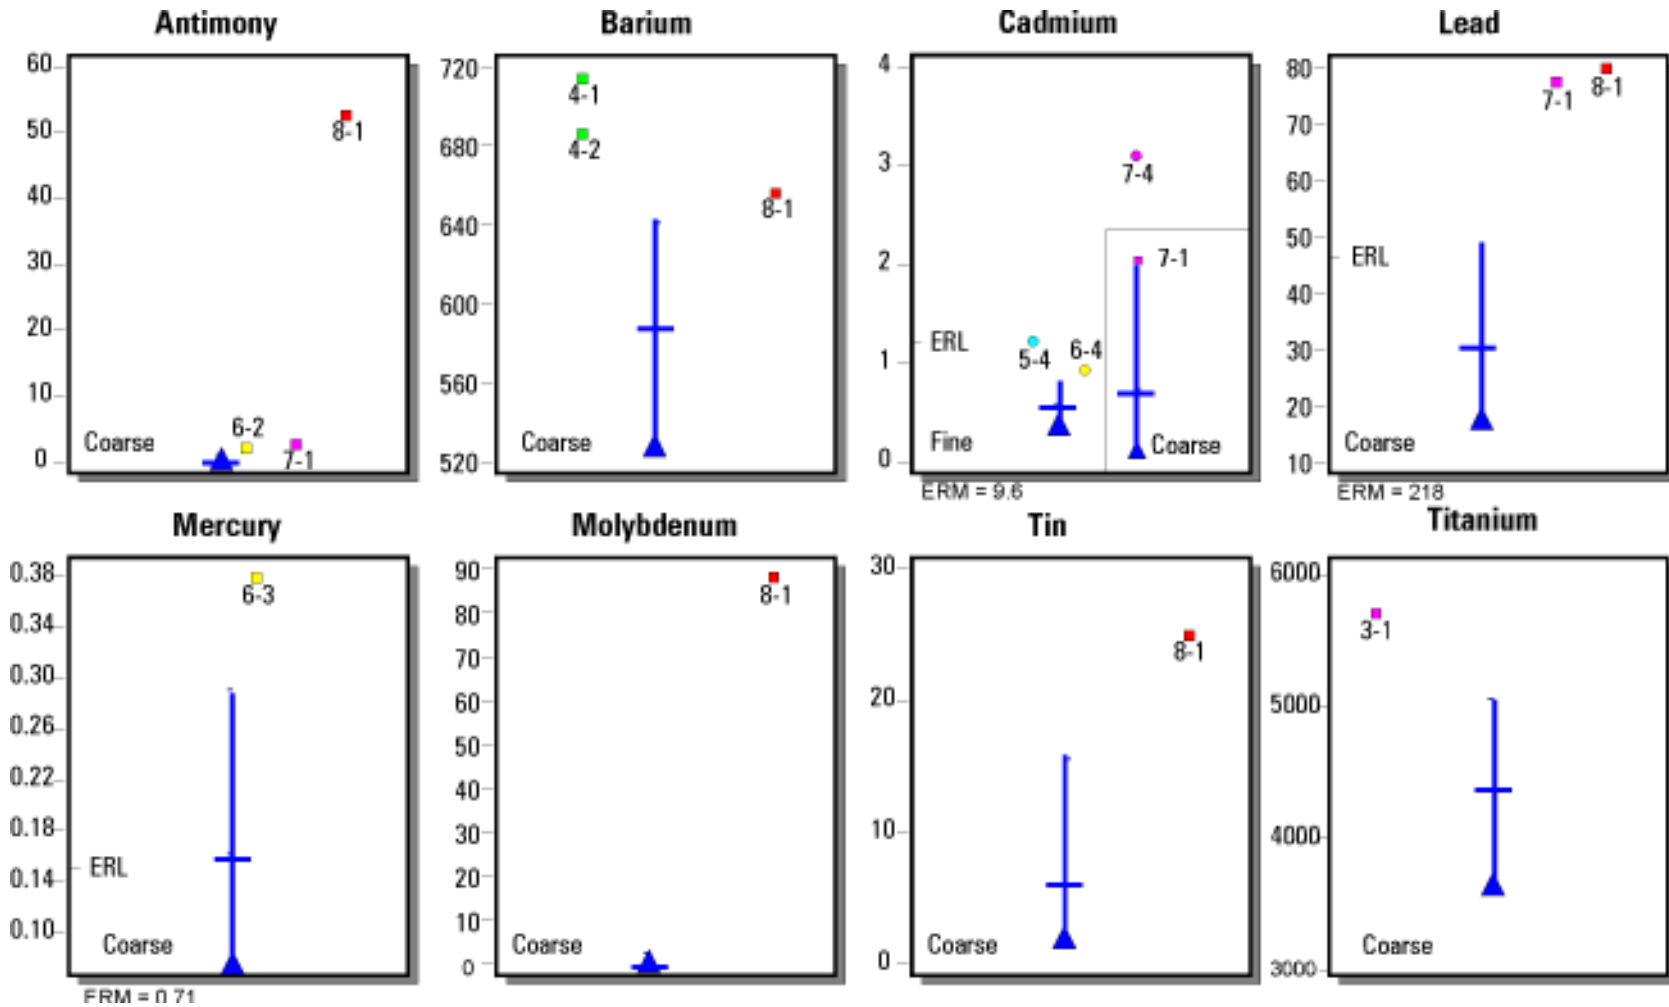 Antimony
60
50
40
30
20
10
0
8-1
6-2
7-1
Coarse
Barium
720
680
640
600
560
520
4-1
4-2
8-1
Coarse
Cadmium
4
3
2
1
0
7-4
7-1
ERL
5-4
6-4
Fine
Coarse
ERM = 9.6
Lead
80
70
60
50
40
30
20
10
7-1
8-1
ERL
Coarse
ERM = 218
Mercury
0.38
0.34
0.30
0.26
0.22
0.18
0.14
0.10
6-3
ERL
Coarse
ERM = 0.71
Molybdenum
90
80
70
60
50
40
30
20
10
0
8-1
Coarse
Tin
30
20
10
0
8-1
Coarse
Titanium
6000
5000
4000
3000
3-1
Coarse